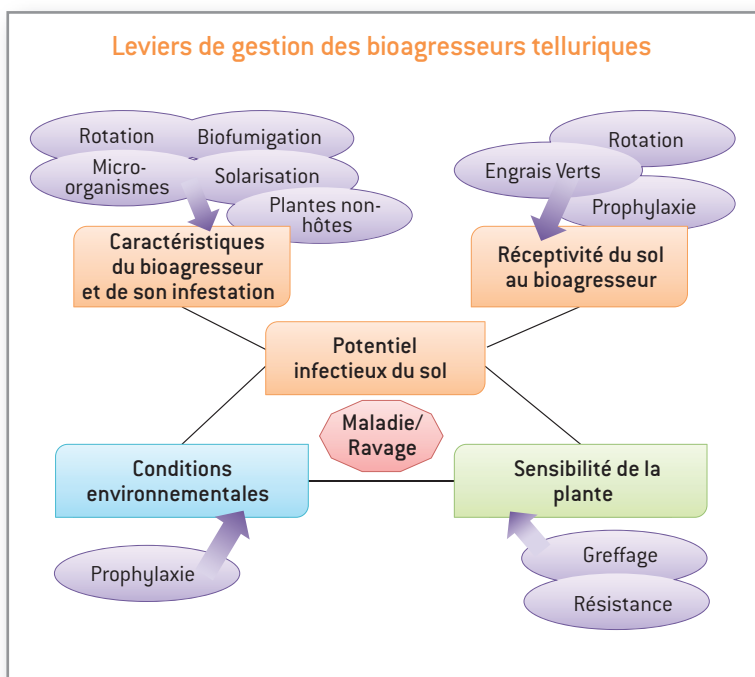 Leviers de gestion des bioagresseurs telluriques
Rotation
Biofumigation
Micro-
organismes
Solarisation
Plantes non-
hôtes
Rotation
Engrais Verts
Prophylaxie
Caractéristiques
du bioagresseur
et de son infestation
Réceptivité du sol
au bioagresseur
Potentiel
infectieux du sol
Maladie/
Ravage
Conditions
environnementales
Sensibilité de la
plante
Prophylaxie
Greffage
Résistance